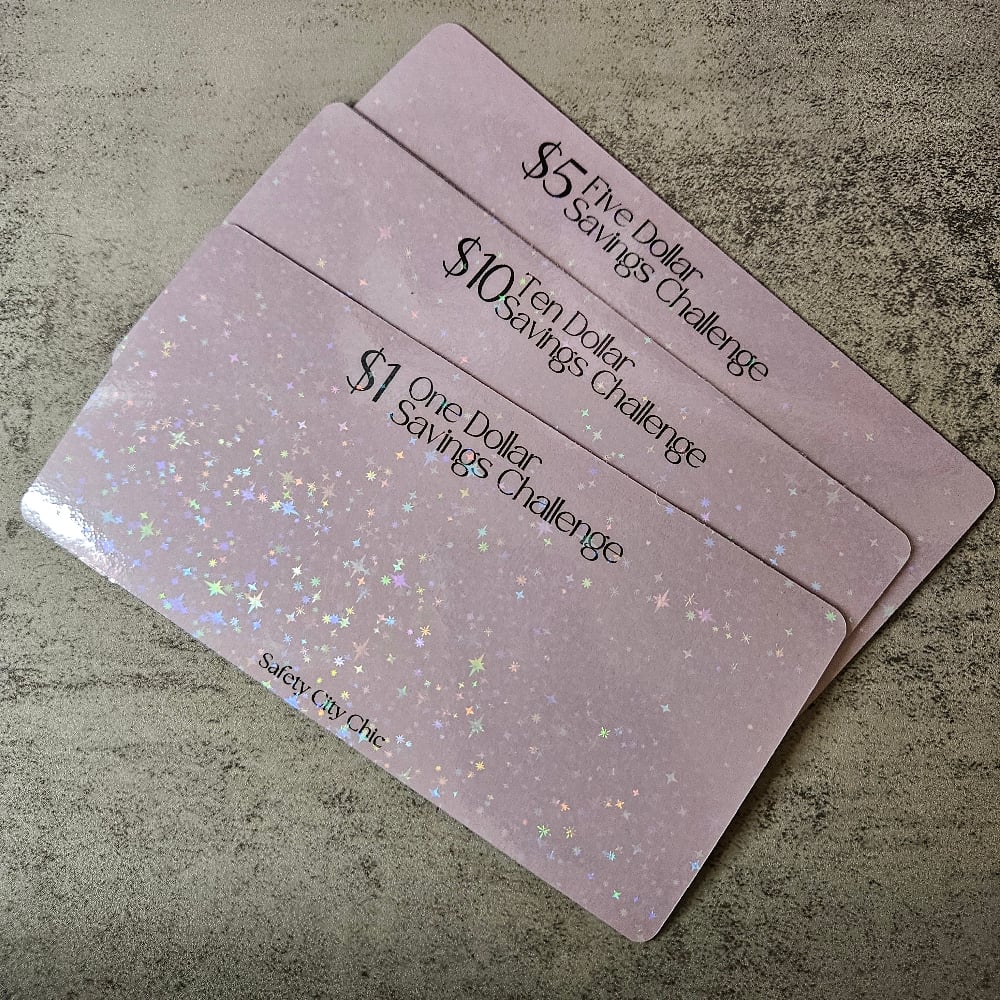 $5 Five Dollar
Savings Challenge
$10 Ten Dollar
Savings Challenge
$1 One Dollar
Savings Challenge
Safety City Chic